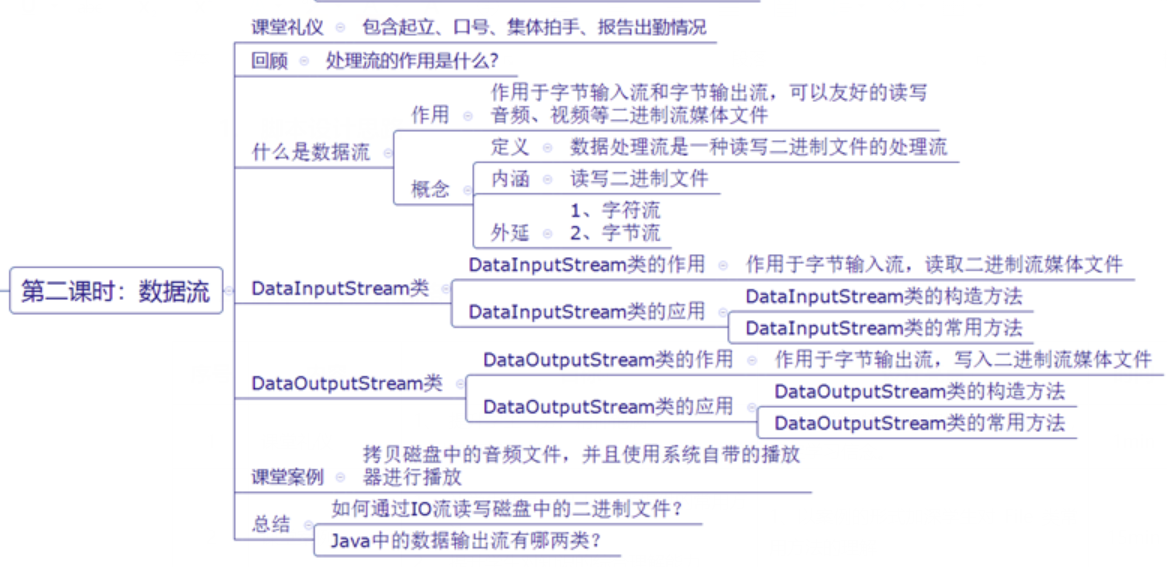 课堂礼仪 包含起立、口号、集体拍手、报告出勤情况
回顾 处理流的作用是什么?
什么是数据流
作用
作用于字节输入流和字节输出流，可以友好的读写
音频、视频等二进制流媒体文件
概念
定义 数据处理流是一种读写二进制文件的处理流
内涵 读写二进制文件
外延
1、字符流
2、字节流
第二课时：数据流
DataInputStream类
DataInputStream类的作用 作用于字节输入流，读取二进制流媒体文件
DataInputStream类的应用
DataInputStream类的构造方法
DataInputStream类的常用方法
DataOutputStream类
DataOutputStream类的作用 作用于字节输出流，写入二进制流媒体文件
DataOutputStream类的应用
DataOutputStream类的构造方法
DataOutputStream类的常用方法
课堂案例
拷贝磁盘中的音频文件，并且使用系统自带的播放
器进行播放
总结
如何通过IO流读写磁盘中的二进制文件？
Java中的数据输出流有哪两类？